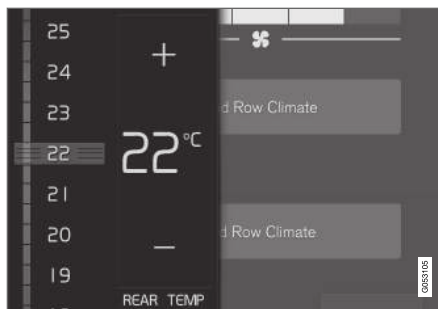 25
24
23
22
21
20
19
+
22°C
–
REAR TEMP
d Row Climate
d Row Climate
G053105